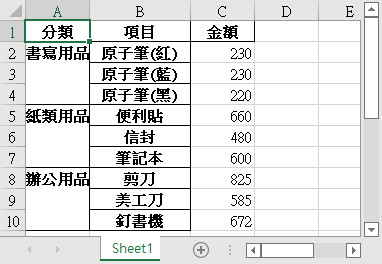 A B C D E
1 分類 項目 金額
2 書寫用品 原子筆(紅) 230
3 原子筆(藍) 230
4 原子筆(黑) 220
5 紙類用品 便利貼 660
6 信封 480
7 筆記本 600
8 辦公用品 剪刀 825
9 美工刀 585
10 釘書機 672
Sheet1